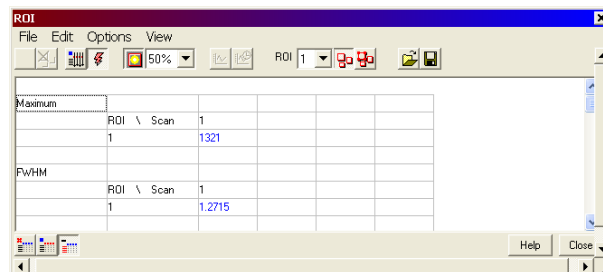 ROI
File Edit Options View
50% ROI 1
Maximum
ROI \ Scan 1
1 1321
FWHM
ROI \ Scan 1
1 1.2715
Help Close